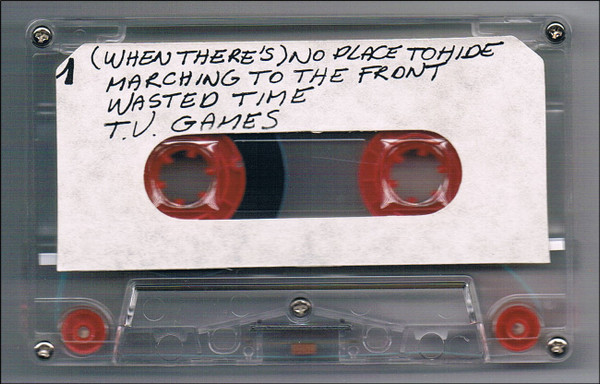 1 (WHEN THERE'S) NO PLACE TO HIDE
MARCHING TO THE FRONT
WASTED TIME
T.V. GAMES